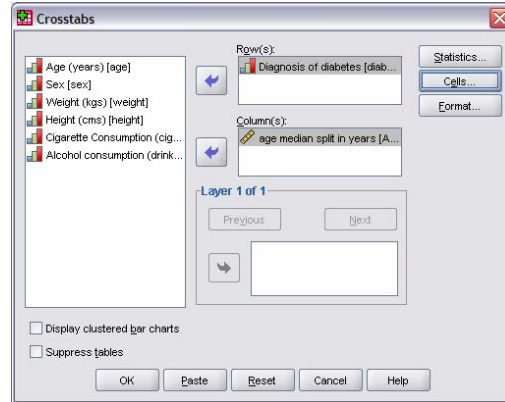 Crosstabs
Age (years) [age]
Sex [sex]
Weight (kgs) [weight]
Height (cms) [height]
Cigarette Consumption (cig...
Alcohol consumption (drink...
Row(s):
Diagnosis of diabetes [diab...
Column(s):
age median split in years [A...
Layer 1 of 1
Previous
Next
Statistics...
Cells...
Format...
Display clustered bar charts
Suppress tables
OK
Paste
Reset
Cancel
Help